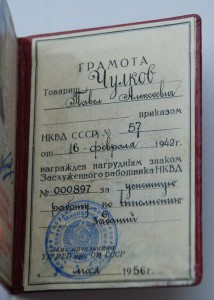 ГРАМОТА
Чулков
Товарищ
Павел Алексеевич
приказом
НКВД СССР № 57
от 16 февраля 1942г.
награжден нагрудным знаком
Заслуженного работника НКВД
№ 000897 за успешную
работу по выполнению
заданий
СССР
мая 1956г.